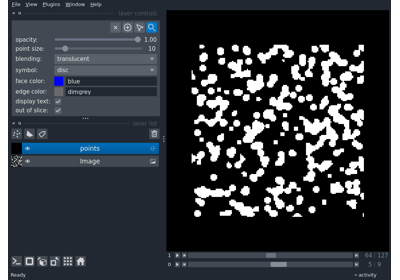 File View Plugins Window Help
layer controls
opacity: 1.00
point size: 10
blending: translucent
symbol: disc
face color: blue
edge color: dimgrey
display text:
out of slice:
layer list
points
Image
1 64 127
0 5 9
Ready activity